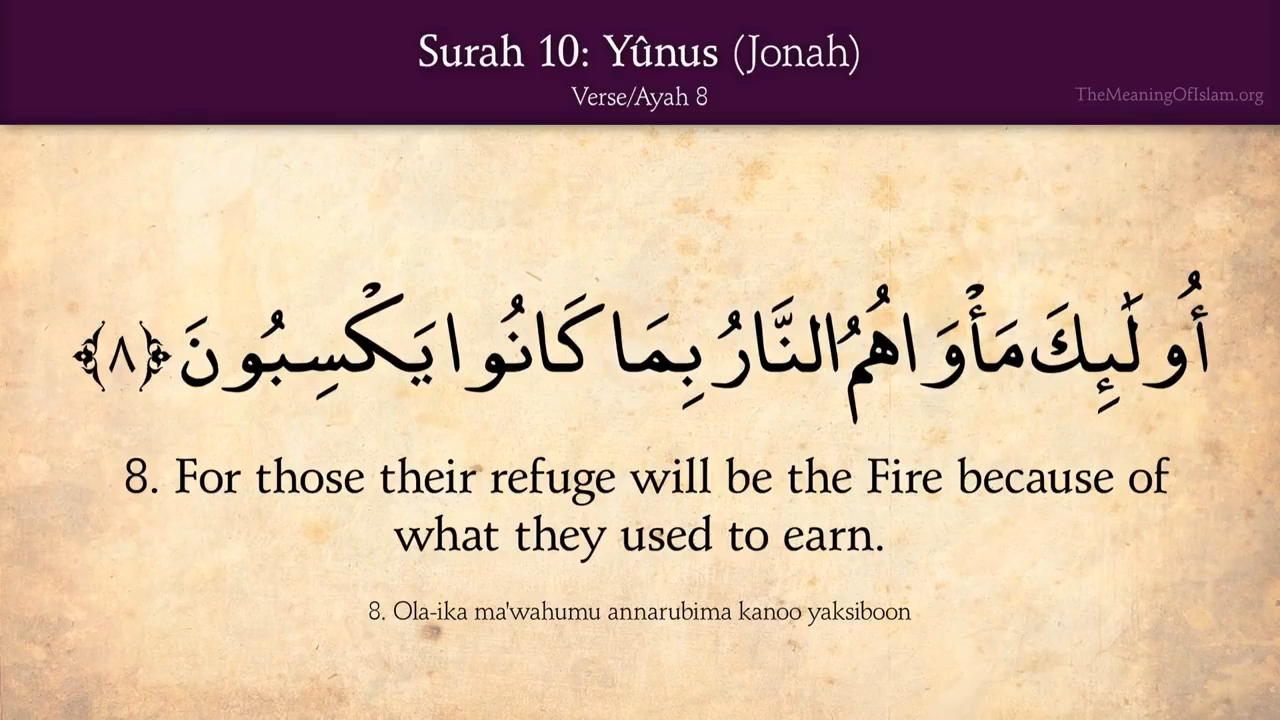 Surah 10: Yûnus (Jonah)
Verse/Ayah 8
TheMeaningOfIslam.org
أُولَٰئِكَ مَأْوَاهُمُ النَّارُ بِمَا كَانُوا يَكْسِبُونَ ﴿٨﴾
8. For those their refuge will be the Fire because of
what they used to earn.
8. Ola-ika ma'wahumu annarubima kanoo yaksiboon